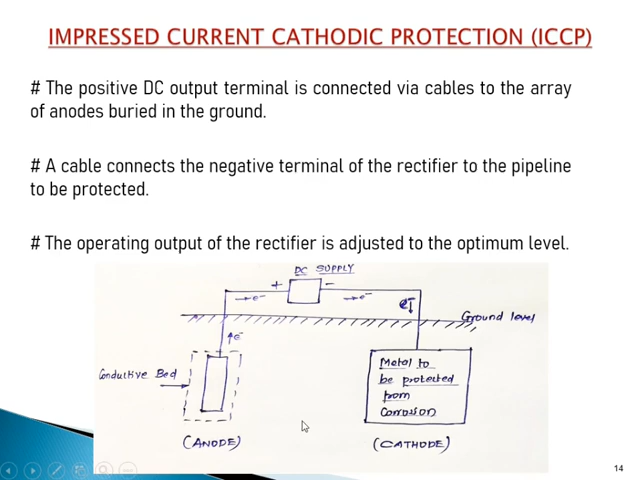 IMPRESSED CURRENT CATHODIC PROTECTION (ICCP)
# The positive DC output terminal is connected via cables to the array
of anodes buried in the ground.
# A cable connects the negative terminal of the rectifier to the pipeline
to be protected.
# The operating output of the rectifier is adjusted to the optimum level.
DC SUPPLY
+ -
→e- →e- e-↓
Ground level
↑e-
Conductive Bed
Metal to
be protected
from
Corrosion
(ANODE) (CATHODE)
14